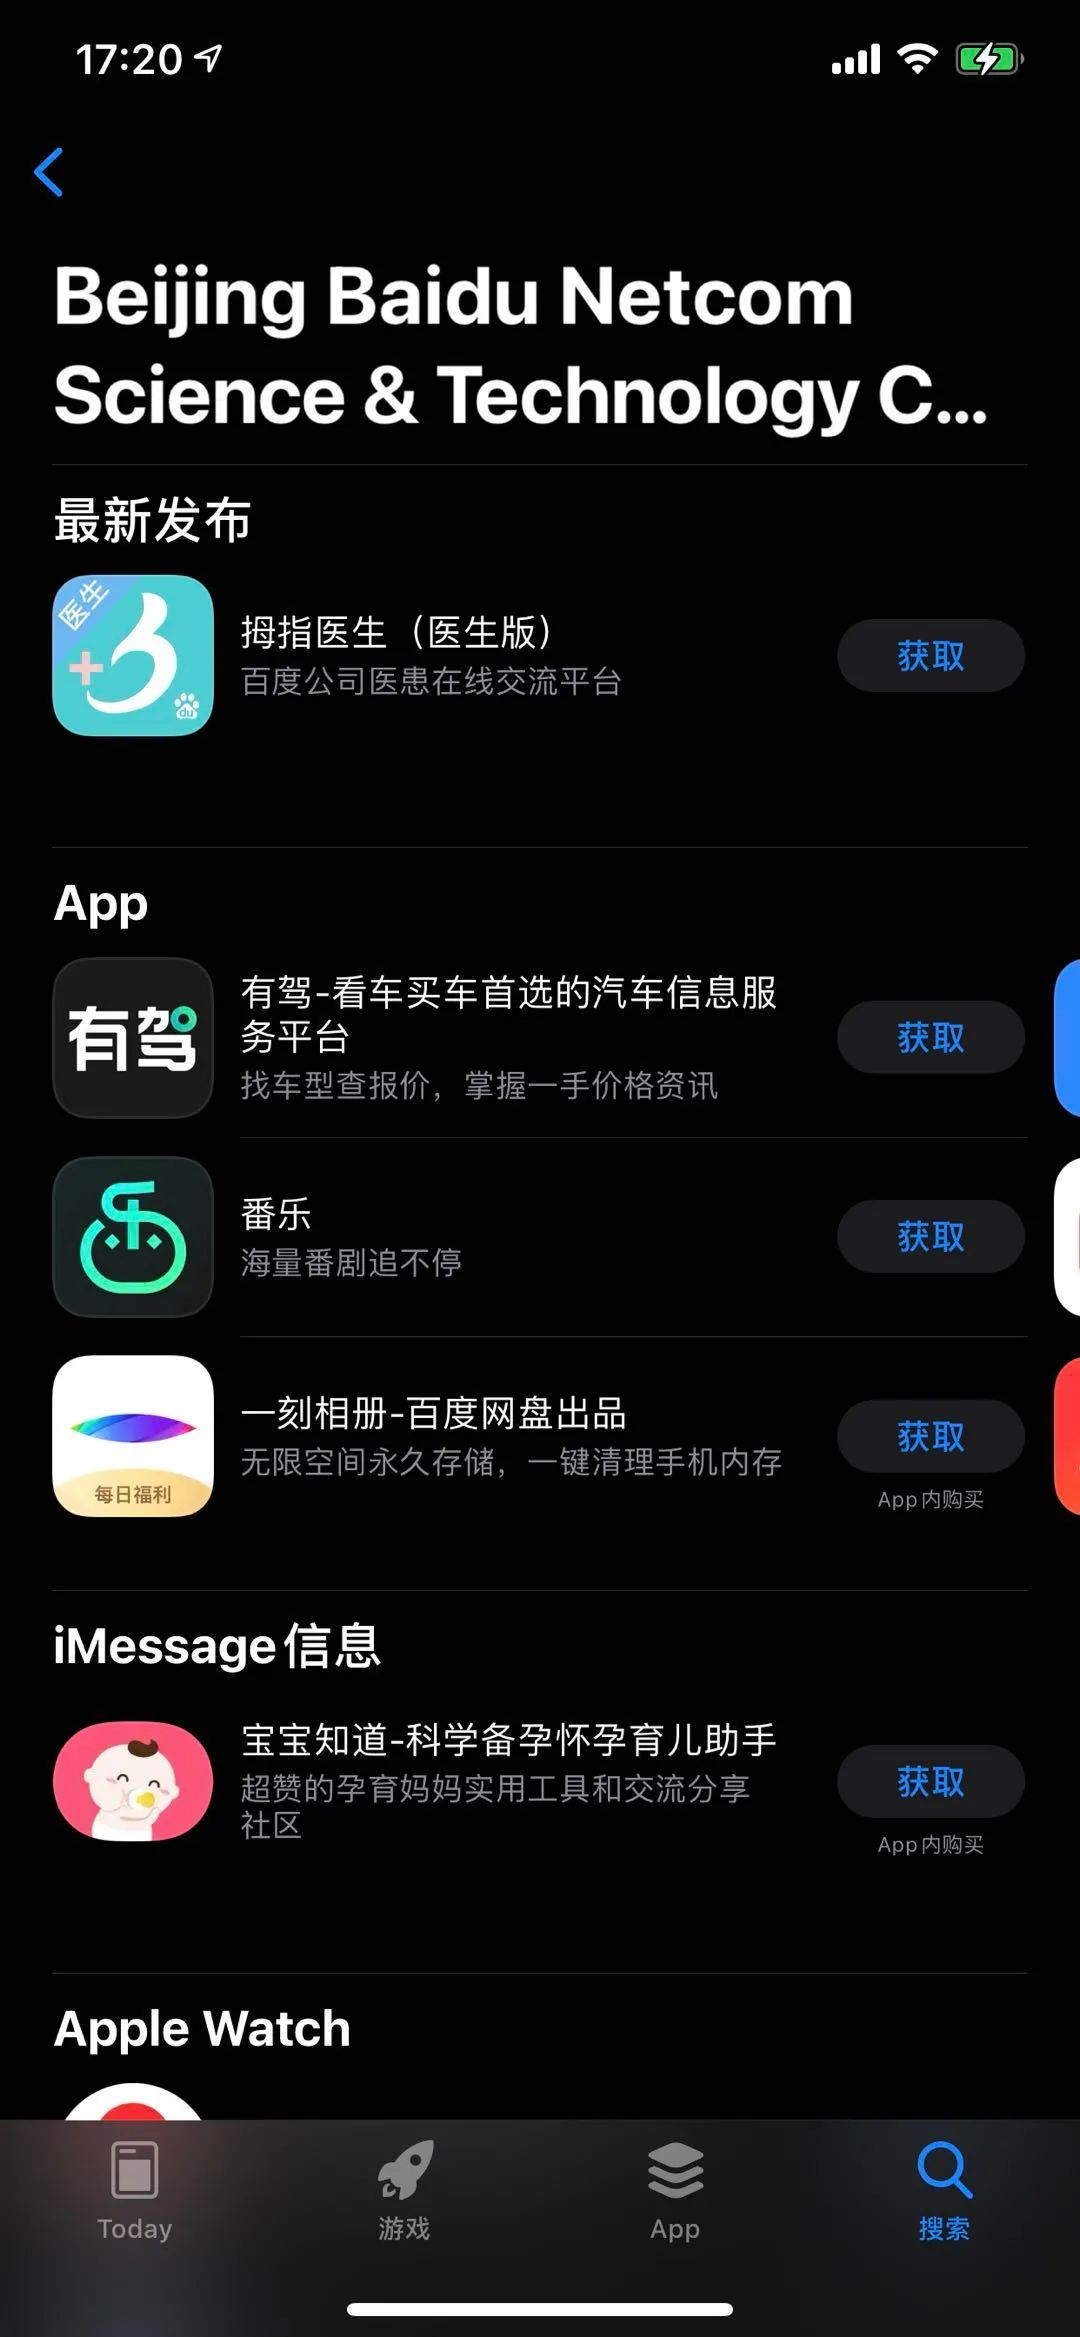 17:20
Beijing Baidu Netcom
Science & Technology C...
最新发布
医生
du
拇指医生（医生版）
百度公司医患在线交流平台
获取
App
有驾
有驾-看车买车首选的汽车信息服
务平台
找车型查报价，掌握一手价格资讯
获取
番乐
海量番剧追不停
获取
每日福利
一刻相册-百度网盘出品
无限空间永久存储，一键清理手机内存
获取
App内购买
iMessage信息
宝宝知道-科学备孕怀孕育儿助手
超赞的孕育妈妈实用工具和交流分享
社区
获取
App内购买
Apple Watch
Today
游戏
App
搜索